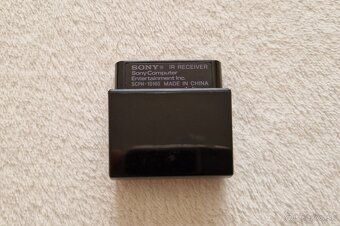 SONY® IR RECEIVER
Sony Computer
Entertainment Inc.
SCPH-10160 MADE IN CHINA